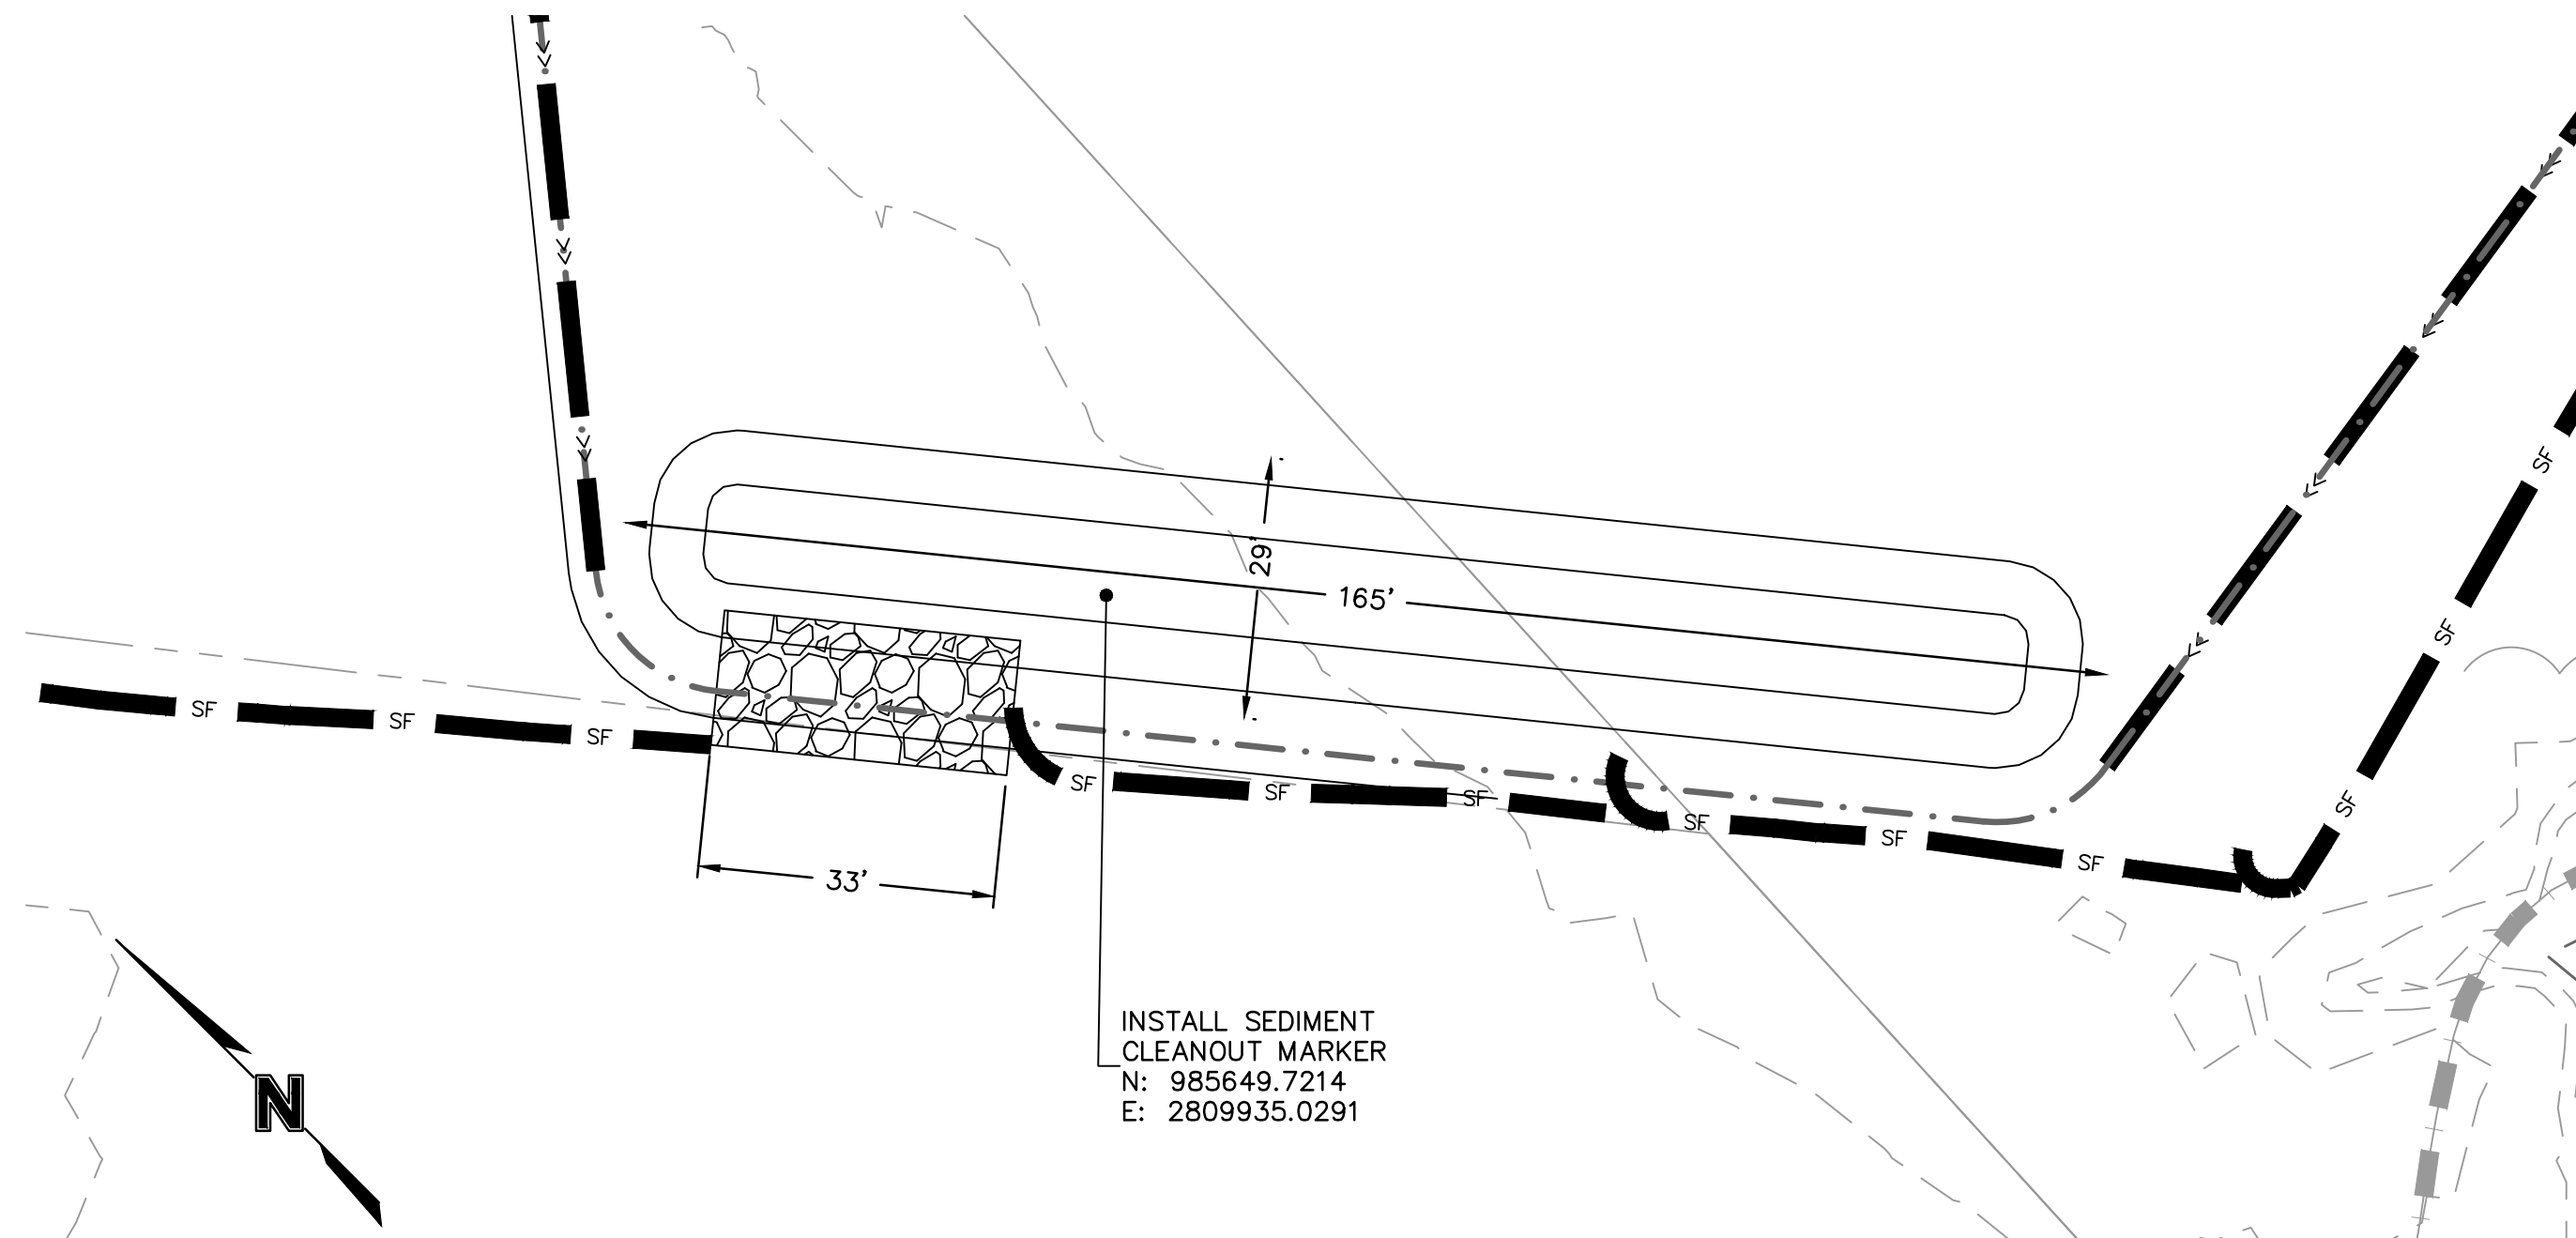 29'
165'
SF
SF
SF
SF
SF
SF
SF
SF
SF
SF
SF
SF
33'
INSTALL SEDIMENT
CLEANOUT MARKER
N: 985649.7214
E: 2809935.0291
N